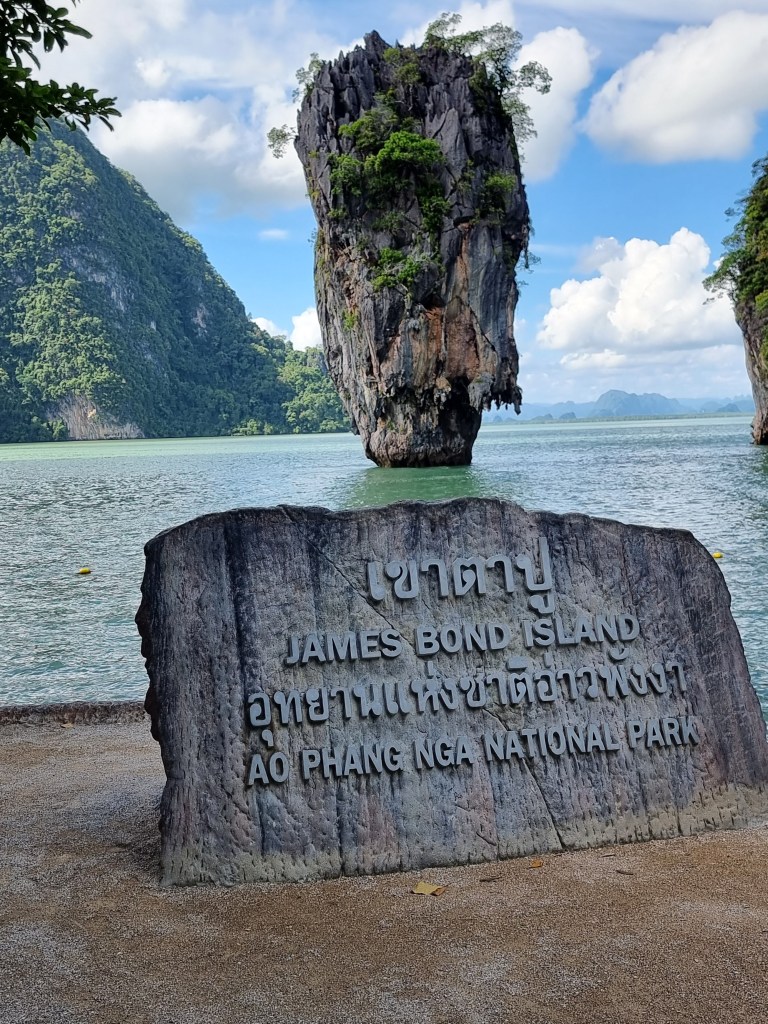 เขาตาปู
JAMES BOND ISLAND
อุทยานแห่งชาติอ่าวพังงา
AO PHANG NGA NATIONAL PARK